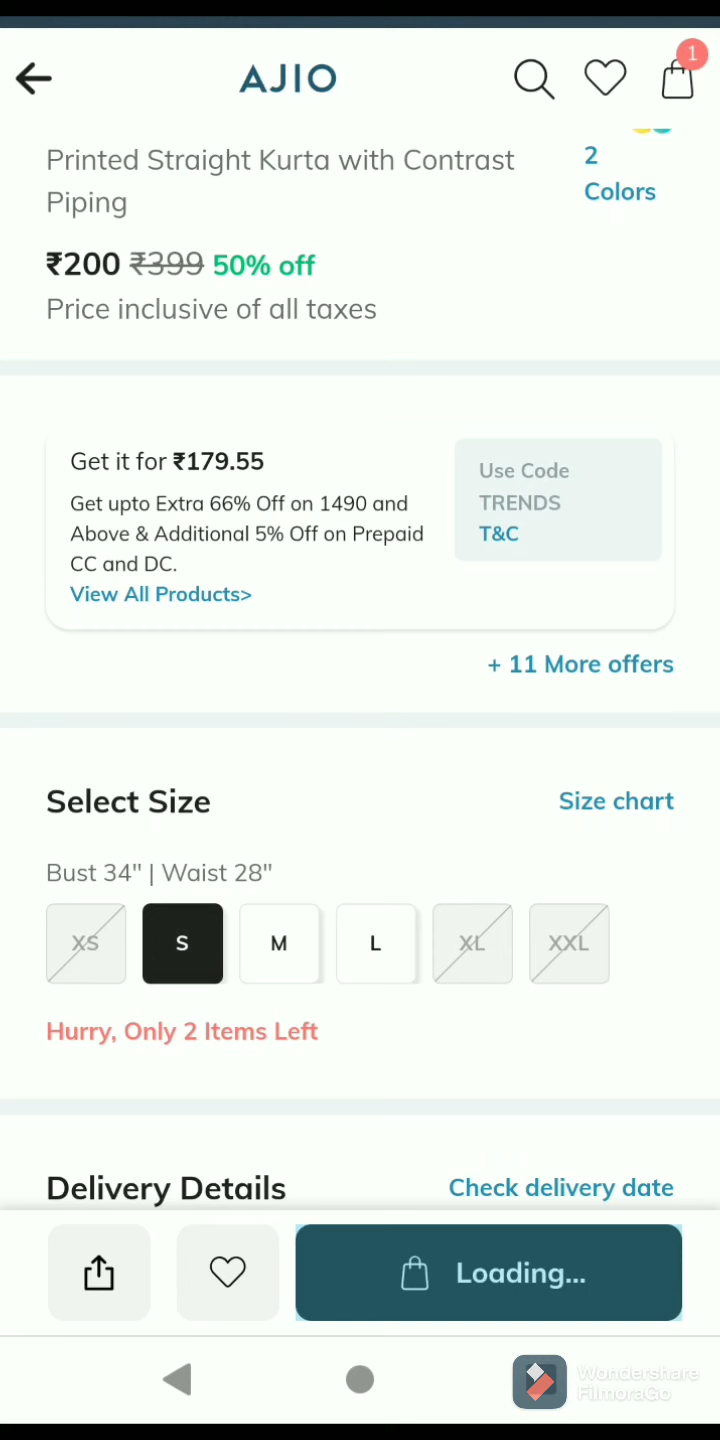 AJIO
1
Printed Straight Kurta with Contrast
Piping
2
Colors
₹200 ₹399 50% off
Price inclusive of all taxes
Get it for ₹179.55
Get upto Extra 66% Off on 1490 and
Above & Additional 5% Off on Prepaid
CC and DC.
View All Products>
Use Code
TRENDS
T&C
+ 11 More offers
Select Size
Size chart
Bust 34" | Waist 28"
XS S M L XL XXL
Hurry, Only 2 Items Left
Delivery Details
Check delivery date
Loading...
Wondershare
FilmoraGo